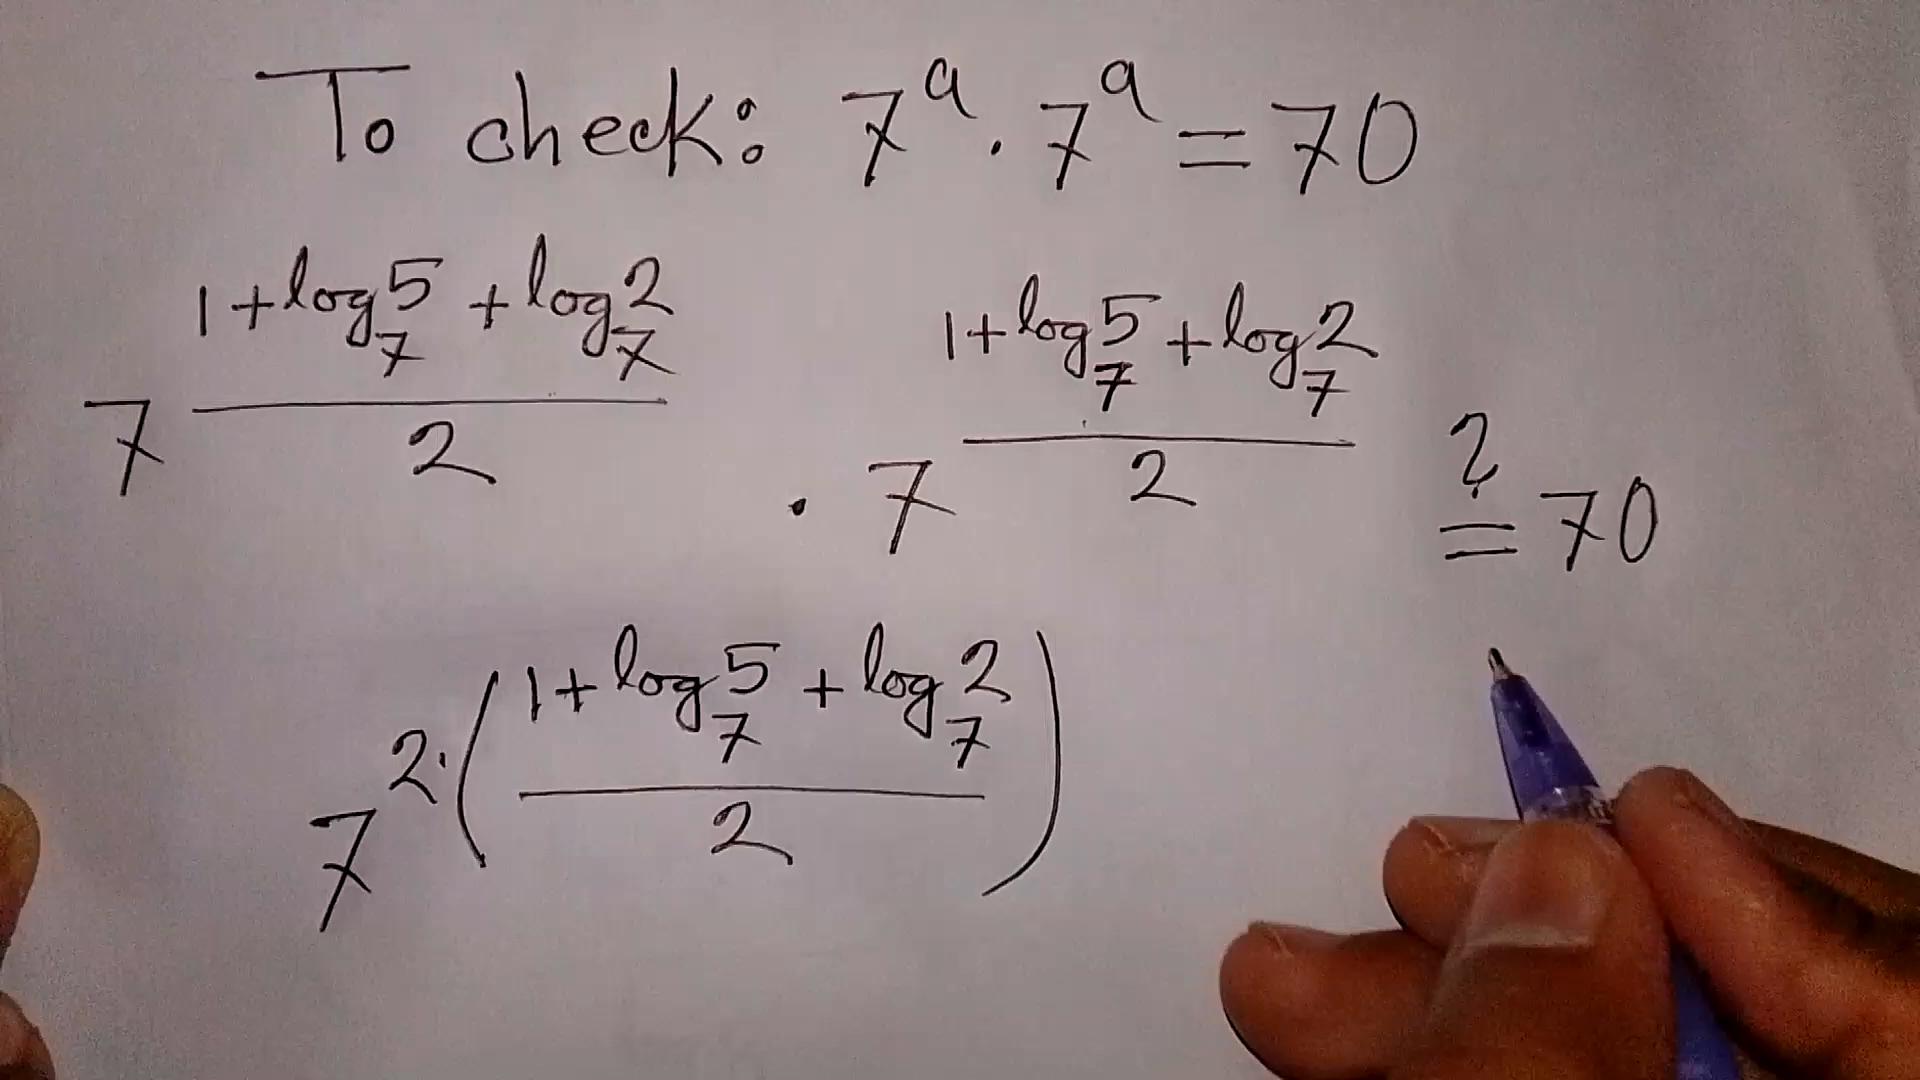 To check: 7^a . 7^a = 70
7^((1+log_7 5 + log_7 2)/2) . 7^((1+log_7 5 + log_7 2)/2) ?= 70
7^(2·((1+log_7 5 + log_7 2)/2))